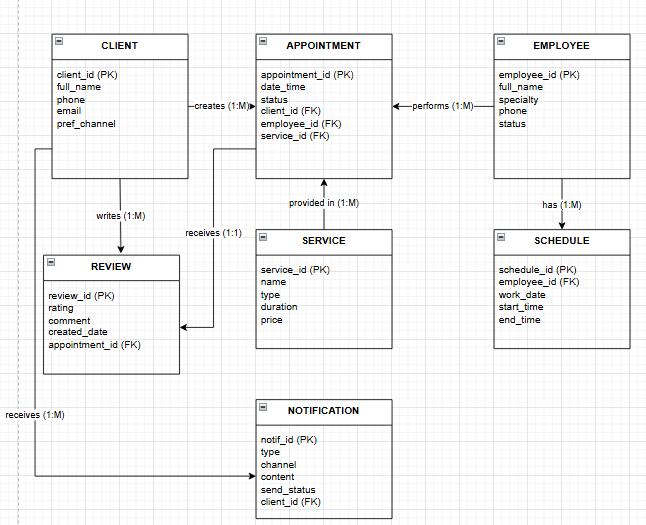 CLIENT
client_id (PK)
full_name
phone
email
pref_channel
creates (1:M)
APPOINTMENT
appointment_id (PK)
date_time
status
client_id (FK)
employee_id (FK)
service_id (FK)
performs (1:M)
EMPLOYEE
employee_id (PK)
full_name
specialty
phone
status
writes (1:M)
receives (1:1)
provided in (1:M)
has (1:M)
REVIEW
review_id (PK)
rating
comment
created_date
appointment_id (FK)
SERVICE
service_id (PK)
name
type
duration
price
SCHEDULE
schedule_id (PK)
employee_id (FK)
work_date
start_time
end_time
receives (1:M)
NOTIFICATION
notif_id (PK)
type
channel
content
send_status
client_id (FK)